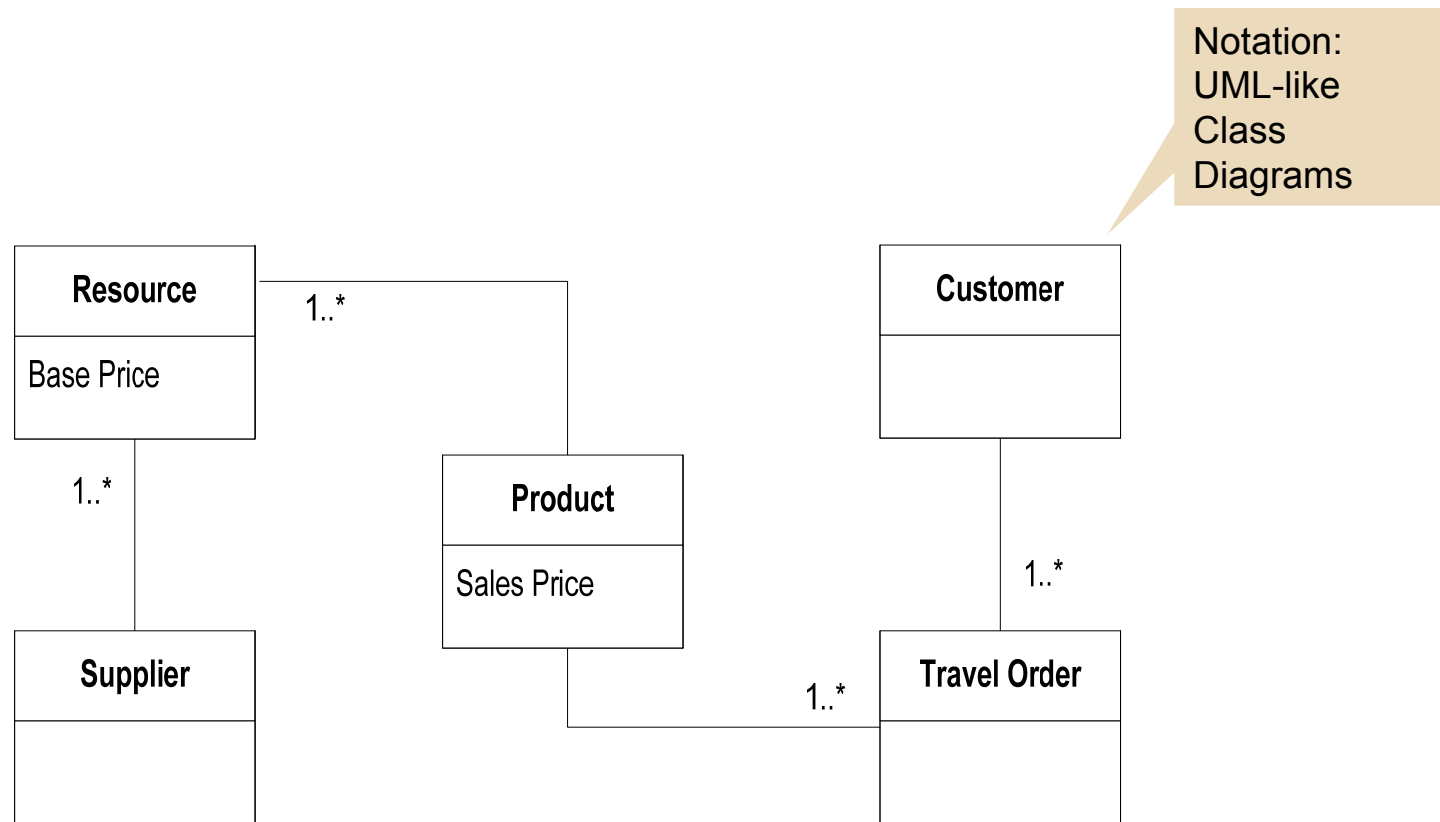 Notation:
UML-like
Class
Diagrams
Resource
1..*
Customer
Base Price
1..*
Product
Sales Price
1..*
Supplier
1..*
Travel Order